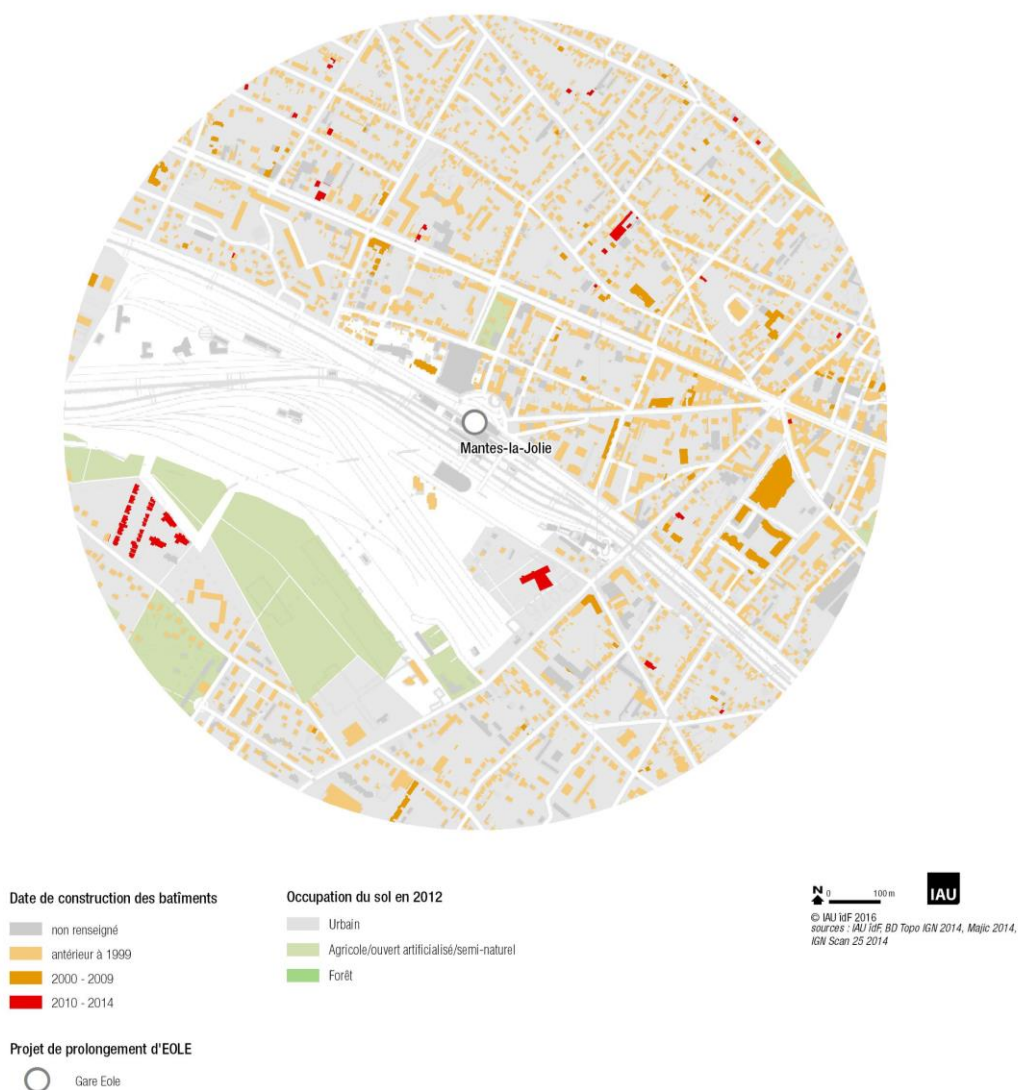 Mantes-la-Jolie
Date de construction des batîments
non renseigné
antérieur à 1999
2000 - 2009
2010 - 2014
Projet de prolongement d'EOLE
Gare Eole
Occupation du sol en 2012
Urbain
Agricole/ouvert artificialisé/semi-naturel
Forêt
N 0 100 m
IAU
© IAU îdF 2016
sources : IAU îdF, BD Topo IGN 2014, Majic 2014,
IGN Scan 25 2014